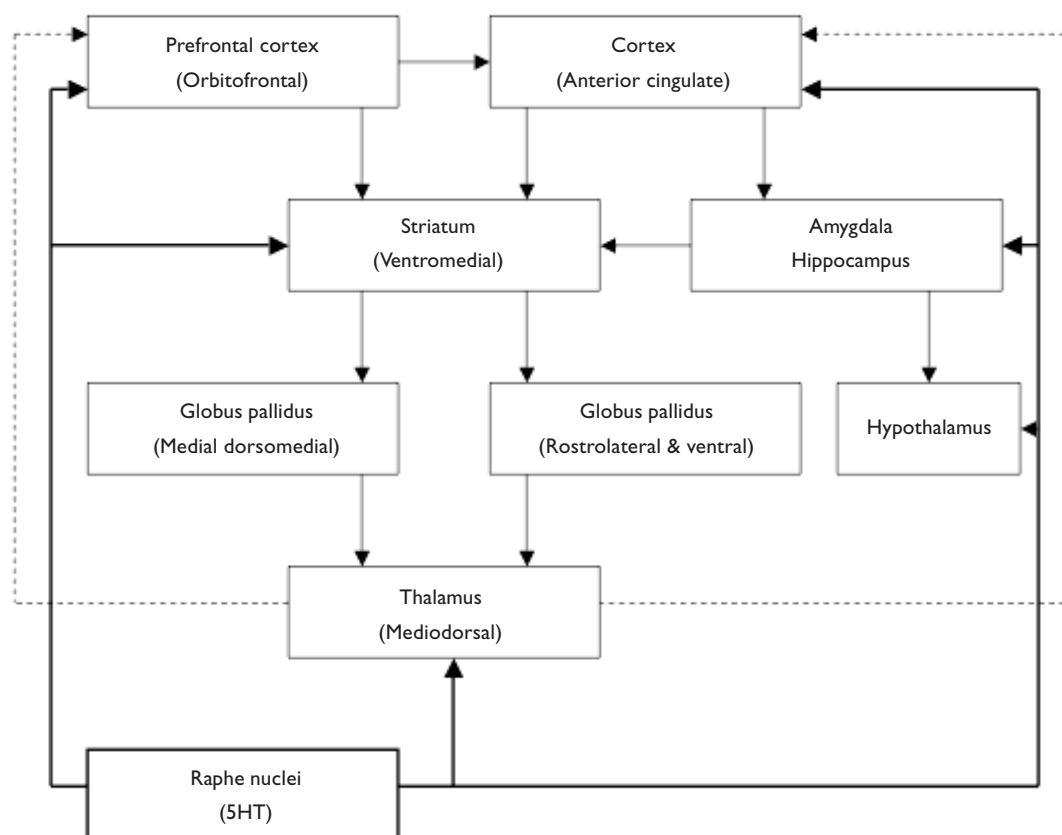 Prefrontal cortex
(Orbitofrontal)
Cortex
(Anterior cingulate)
Striatum
(Ventromedial)
Amygdala
Hippocampus
Globus pallidus
(Medial dorsomedial)
Globus pallidus
(Rostrolateral & ventral)
Hypothalamus
Thalamus
(Mediodorsal)
Raphe nuclei
(5HT)